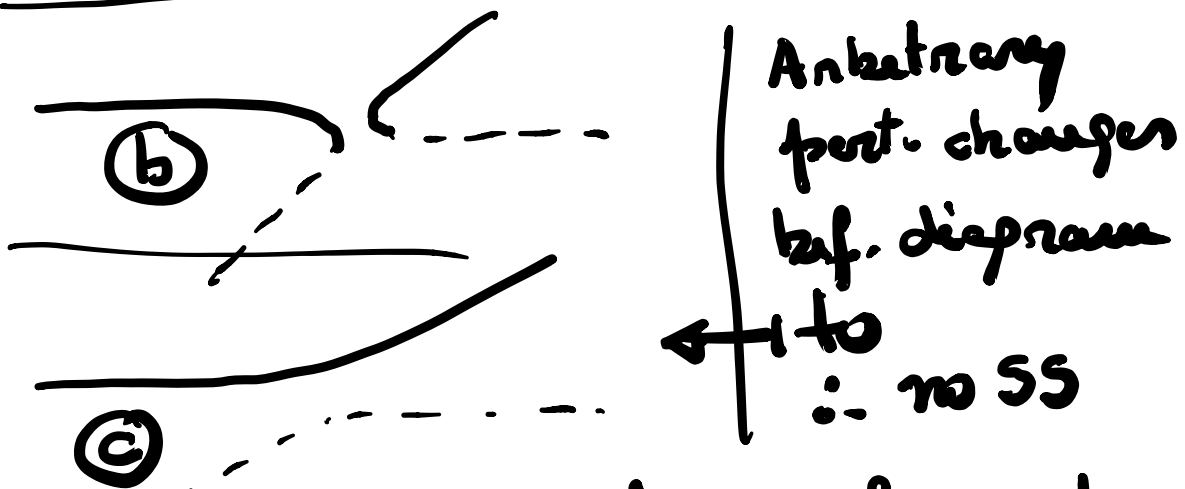 b
c
Arbitrary
pert. changes
bif. diagram
to
∴ no SS